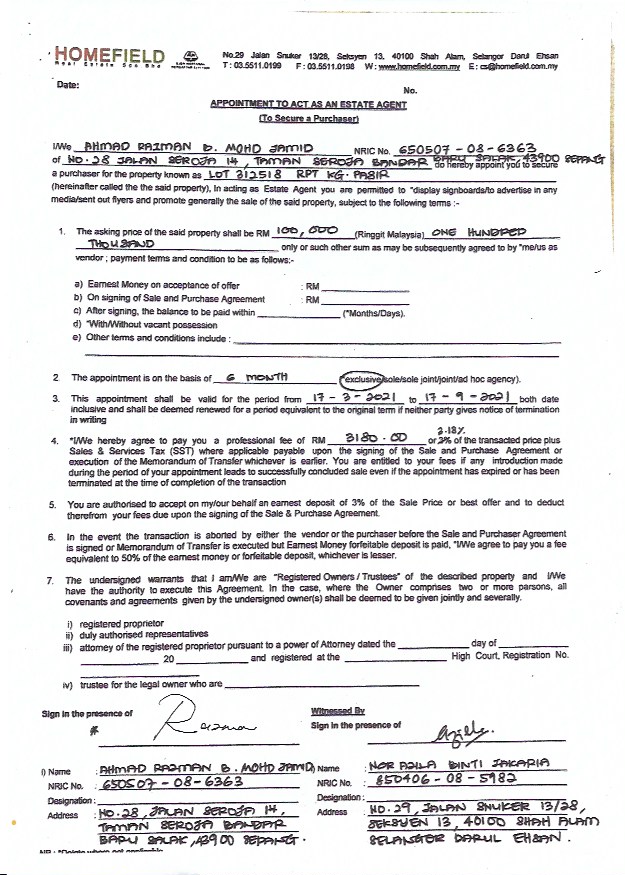 HOMEFIELD
Real Estate Sdn Bhd
No.29 Jalan Snuker 13/28, Seksyen 13, 40100 Shah Alam, Selangor Darul Ehsan
T : 03.5511.0199 F : 03.5511.0198 W : www.homefield.com.my E : cs@homefield.com.my
Date:
No.
APPOINTMENT TO ACT AS AN ESTATE AGENT
(To Secure a Purchaser)
I/We AHMAD RAZMAN B. MOHD JAMID NRIC No. 650507-08-6363
of NO.28 JALAN SEROJA 14, TAMAN SEROJA BANDAR BARU SALAK, 43900 SEPANG do hereby appoint you to secure
a purchaser for the property known as LOT 312518 RPT KG. PASIR
(hereinafter called the the said property), In acting as Estate Agent you are permitted to *display signboards/to advertise in any
media/sent out flyers and promote generally the sale of the said property, subject to the following terms :-
1. The asking price of the said property shall be RM 100,000 (Ringgit Malaysia) ONE HUNDRED
THOUSAND only or such other sum as may be subsequently agreed to by *me/us as
vendor ; payment terms and condition to be as follows:-
a) Earnest Money on acceptance of offer : RM
b) On signing of Sale and Purchase Agreement : RM
c) After signing, the balance to be paid within (*Months/Days).
d) *With/Without vacant possession
e) Other terms and conditions include :
2 The appointment is on the basis of 6 MONTH (*exclusive/sole/sole joint/joint/ad hoc agency).
3. This appointment shall be valid for the period from 17-3-2021 to 17-9-2021 both date
inclusive and shall be deemed renewed for a period equivalent to the original term if neither party gives notice of termination
in writing
4. *I/We hereby agree to pay you a professional fee of RM 3180.00 or 2% of the transacted price plus
3.18%
Sales & Services Tax (SST) where applicable payable upon the signing of the Sale and Purchase Agreement or
execution of the Memorandum of Transfer whichever is earlier. You are entitled to your fees if any introduction made
during the period of your appointment leads to successfully concluded sale even if the appointment has expired or has been
terminated at the time of completion of the transaction
5. You are authorised to accept on my/our behalf an earnest deposit of 3% of the Sale Price or best offer and to deduct
therefrom your fees due upon the signing of the Sale & Purchase Agreement.
6. In the event the transaction is aborted by either the vendor or the purchaser before the Sale and Purchaser Agreement
is signed or Memorandum of Transfer is executed but Earnest Money forfeitable deposit is paid, *I/We agree to pay you a fee
equivalent to 50% of the earnest money or forfeitable deposit, whichever is lesser.
7. The undersigned warrants that I am/We are "Registered Owners / Trustees" of the described property and I/We
have the authority to execute this Agreement. In the case, where the Owner comprises two or more parsons, all
covenants and agreements given by the undersigned owner(s) shall be deemed to be given jointly and severally.
i) registered proprietor
ii) duly authorised representatives
iii) attorney of the registered proprietor pursuant to a power of Attorney dated the day of
20 and registered at the High Court, Registration No.
iv) trustee for the legal owner who are
Sign in the presence of
Witnessed By
Sign in the presence of
i) Name : AHMAD RAZMAN B. MOHD JAMID
NRIC No. : 650507-08-6363
Designation :
Address : NO.28, JALAN SEROJA 14,
TAMAN SEROJA BANDAR
BARU SALAK, 43900 SEPANG.
i) Name : NOR AZILA BINTI ZAKARIA
NRIC No. : 850406-08-5982
Designation :
Address : NO.29, JALAN SNUKER 13/28,
SEKSYEN 13, 40100 SHAH ALAM
SELANGOR DARUL EHSAN.